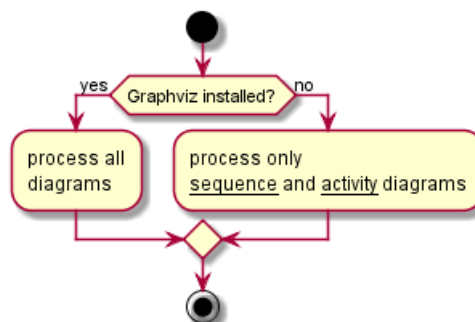 yes
Graphviz installed?
no
process all
diagrams
process only
sequence and activity diagrams